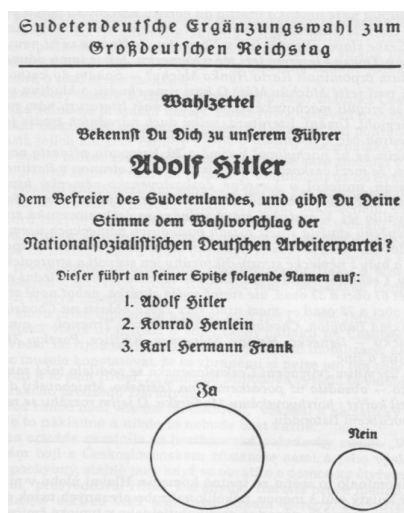 Sudetendeutsche Ergänzungswahl zum
Großdeutschen Reichstag
Wahlzettel
Bekennst Du Dich zu unserem Führer
Adolf Hitler
dem Befreier des Sudetenlandes, und gibst Du Deine
Stimme dem Wahlvorschlag der
Nationalsozialistischen Deutschen Arbeiterpartei?
Dieser führt an seiner Spitze folgende Namen auf:
1. Adolf Hitler
2. Konrad Henlein
3. Karl Hermann Frank
Ja
Nein